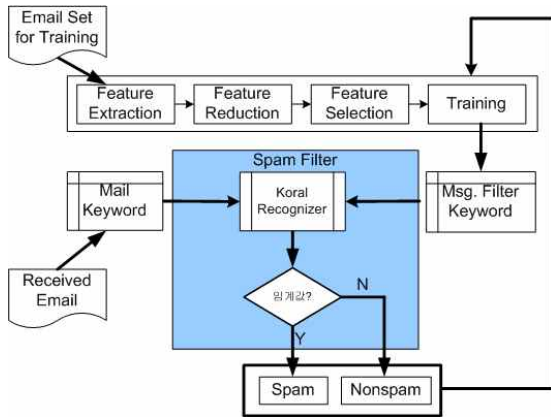 Email Set
for Training
Feature
Extraction
Feature
Reduction
Feature
Selection
Training
Spam Filter
Mail
Keyword
Koral
Recognizer
Msg. Filter
Keyword
Received
Email
임계값?
N
Y
Spam
Nonspam